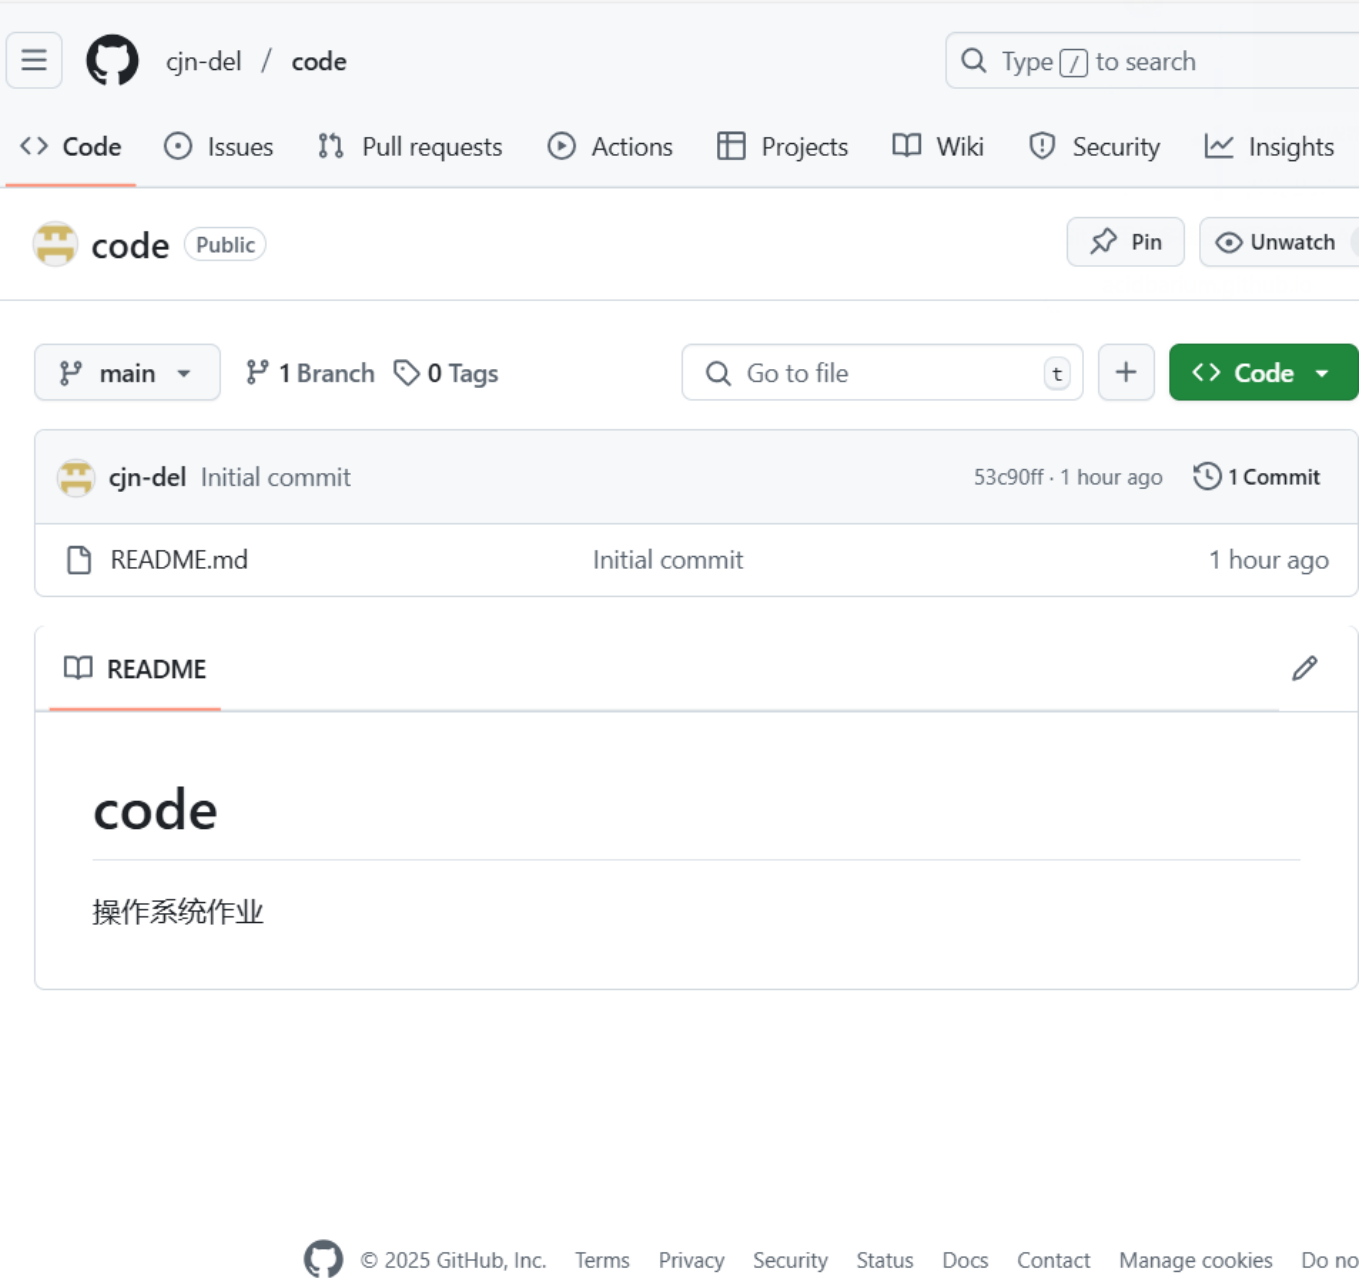 cjn-del / code
Type / to search
Code Issues Pull requests Actions Projects Wiki Security Insights
code Public
Pin Unwatch
main 1 Branch 0 Tags
Go to file t
Code
cjn-del Initial commit 53c90ff · 1 hour ago 1 Commit
README.md Initial commit 1 hour ago
README
code
操作系统作业
© 2025 GitHub, Inc. Terms Privacy Security Status Docs Contact Manage cookies Do no